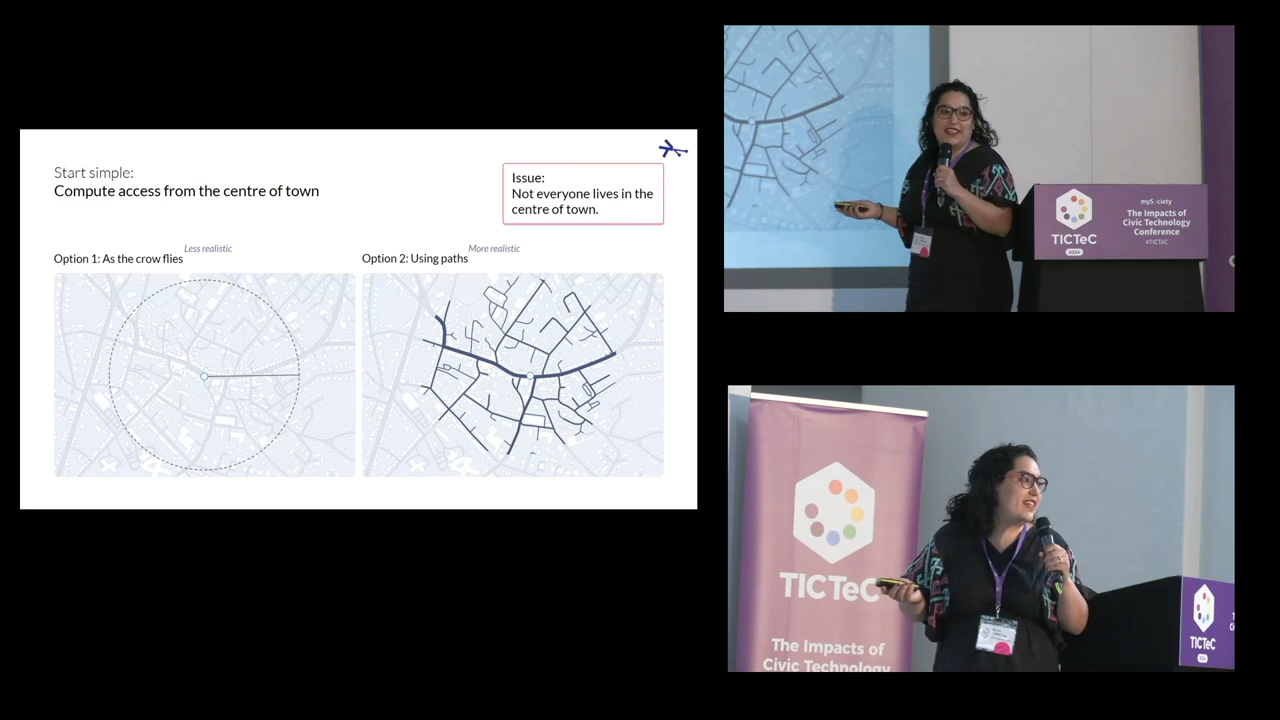 Start simple:
Compute access from the centre of town
Issue:
Not everyone lives in the
centre of town.
Less realistic
Option 1: As the crow flies
More realistic
Option 2: Using paths
TICTeC
2024
The Impacts of
Civic Technology
Conference
#TICTeC
TICTeC
The Impacts of
Civic Technology
TICTeC